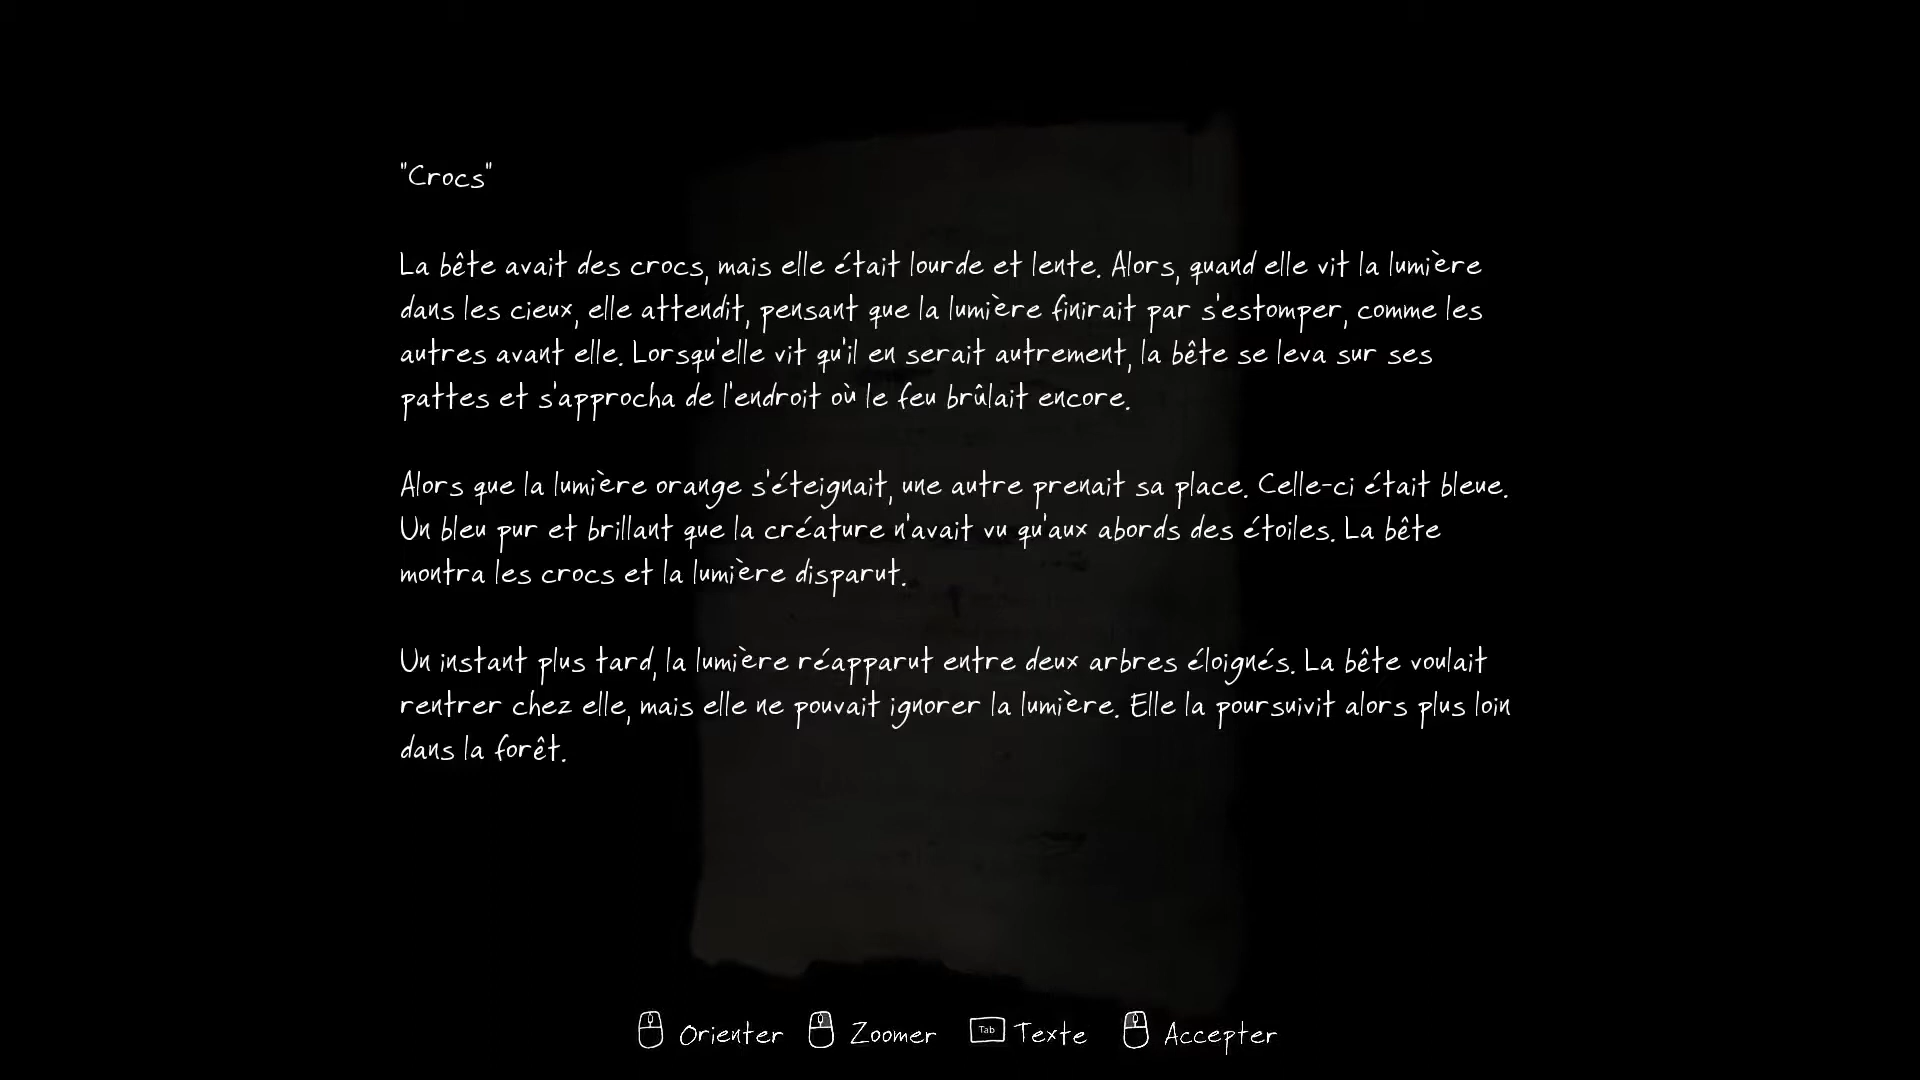 "Crocs"
La bête avait des crocs, mais elle était lourde et lente. Alors, quand elle vit la lumière
dans les cieux, elle attendit, pensant que la lumière finirait par s'estomper, comme les
autres avant elle. Lorsqu'elle vit qu'il en serait autrement, la bête se leva sur ses
pattes et s'approcha de l'endroit où le feu brûlait encore.
Alors que la lumière orange s'éteignait, une autre prenait sa place. Celle-ci était bleue.
Un bleu pur et brillant que la créature n'avait vu qu'aux abords des étoiles. La bête
montra les crocs et la lumière disparut.
Un instant plus tard, la lumière réapparut entre deux arbres éloignés. La bête voulait
rentrer chez elle, mais elle ne pouvait ignorer la lumière. Elle la poursuivit alors plus loin
dans la forêt.
Orienter Zoomer Tab Texte Accepter